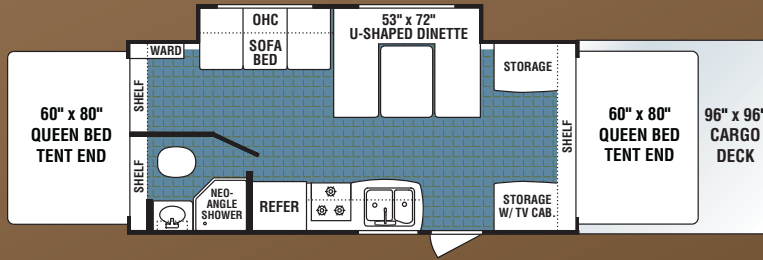 60" x 80"
QUEEN BED
TENT END
WARD
SHELF
SHELF
OHC
SOFA
BED
53" x 72"
U-SHAPED DINETTE
STORAGE
SHELF
NEO-
ANGLE
SHOWER
REFER
STORAGE
W/ TV CAB.
60" x 80"
QUEEN BED
TENT END
96" x 96"
CARGO
DECK